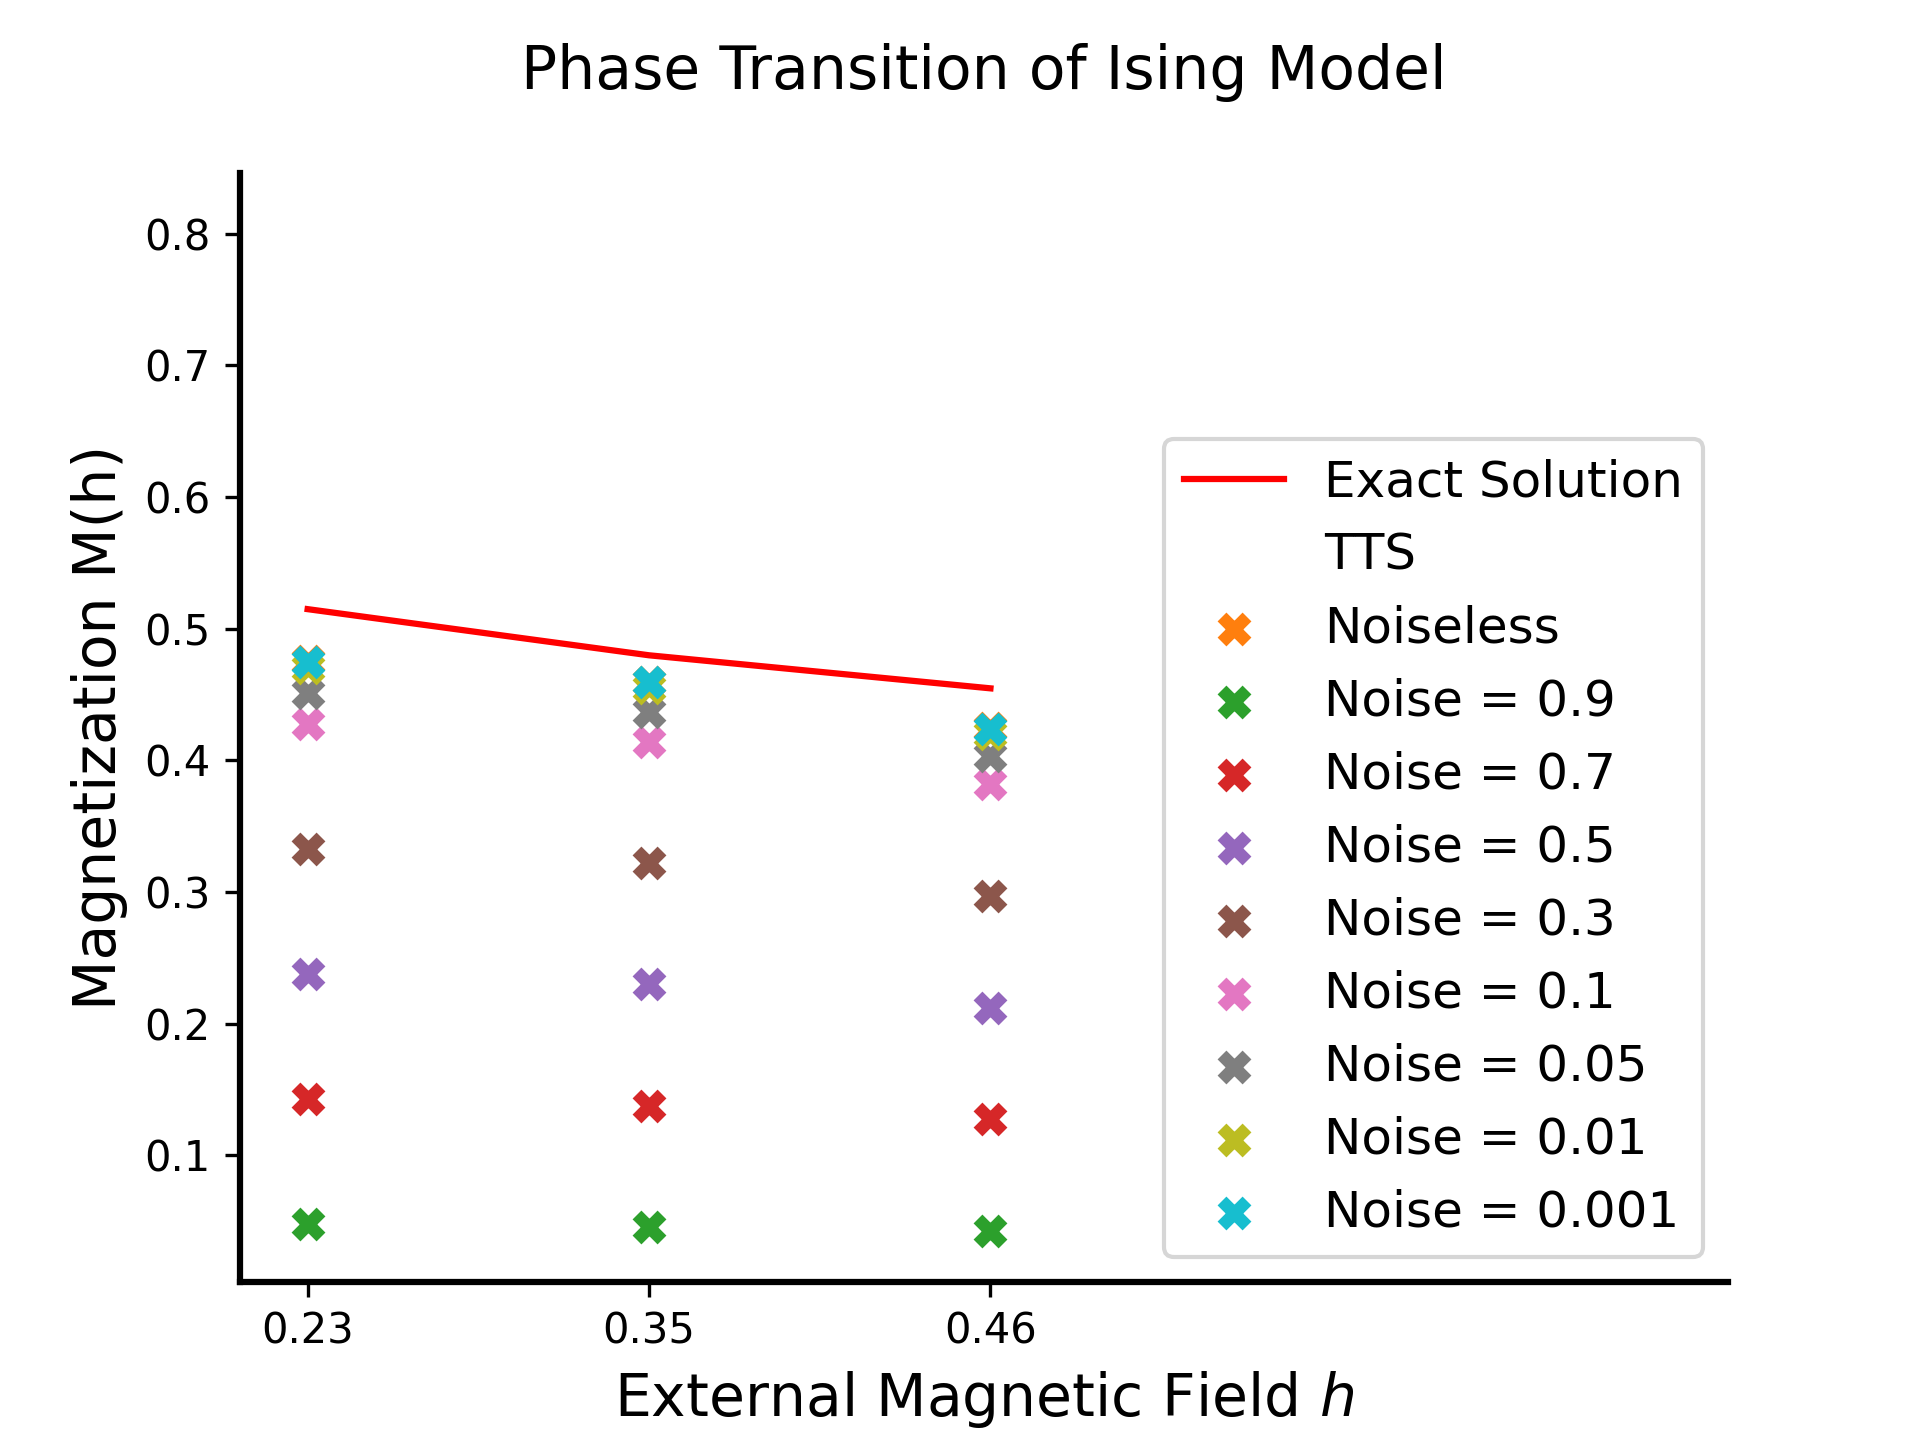 Phase Transition of Ising Model
Magnetization M(h)
0.8
0.7
0.6
0.5
0.4
0.3
0.2
0.1
0.23
0.35
0.46
External Magnetic Field h
Exact Solution
TTS
Noiseless
Noise = 0.9
Noise = 0.7
Noise = 0.5
Noise = 0.3
Noise = 0.1
Noise = 0.05
Noise = 0.01
Noise = 0.001